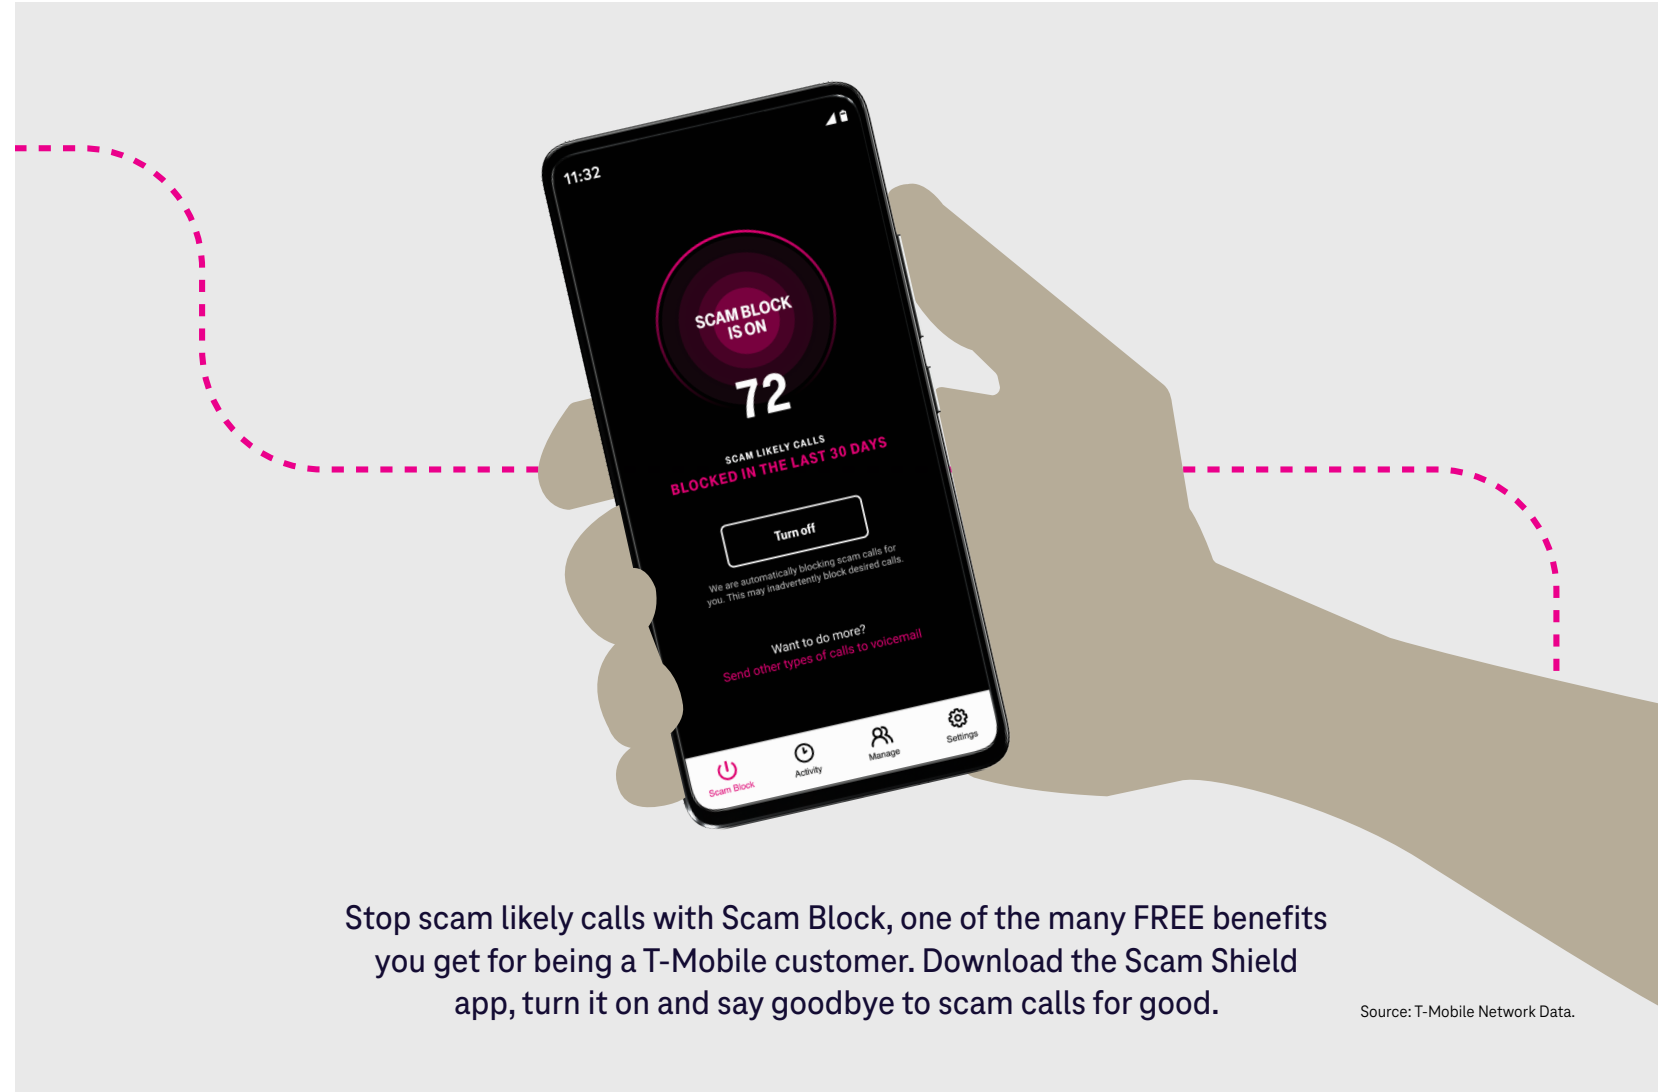 11:32
SCAM BLOCK
IS ON
72
SCAM LIKELY CALLS
BLOCKED IN THE LAST 30 DAYS
Turn off
We are automatically blocking scam calls for
you. This may inadvertently block desired calls.
Want to do more?
Send other types of calls to voicemail
Scam Block
Activity
Manage
Settings
Stop scam likely calls with Scam Block, one of the many FREE benefits
you get for being a T-Mobile customer. Download the Scam Shield
app, turn it on and say goodbye to scam calls for good.
Source: T-Mobile Network Data.